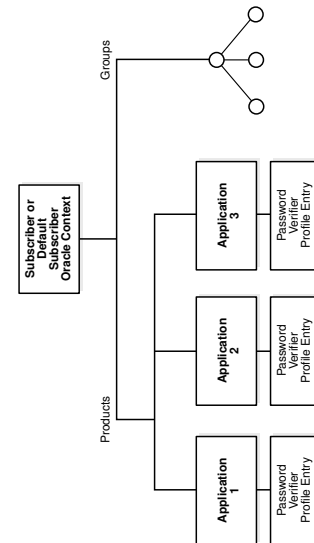 Subscriber or
Default
Subscriber
Oracle Context
Products
Groups
Application
1
Application
2
Application
3
Password
Verifier
Profile Entry
Password
Verifier
Profile Entry
Password
Verifier
Profile Entry